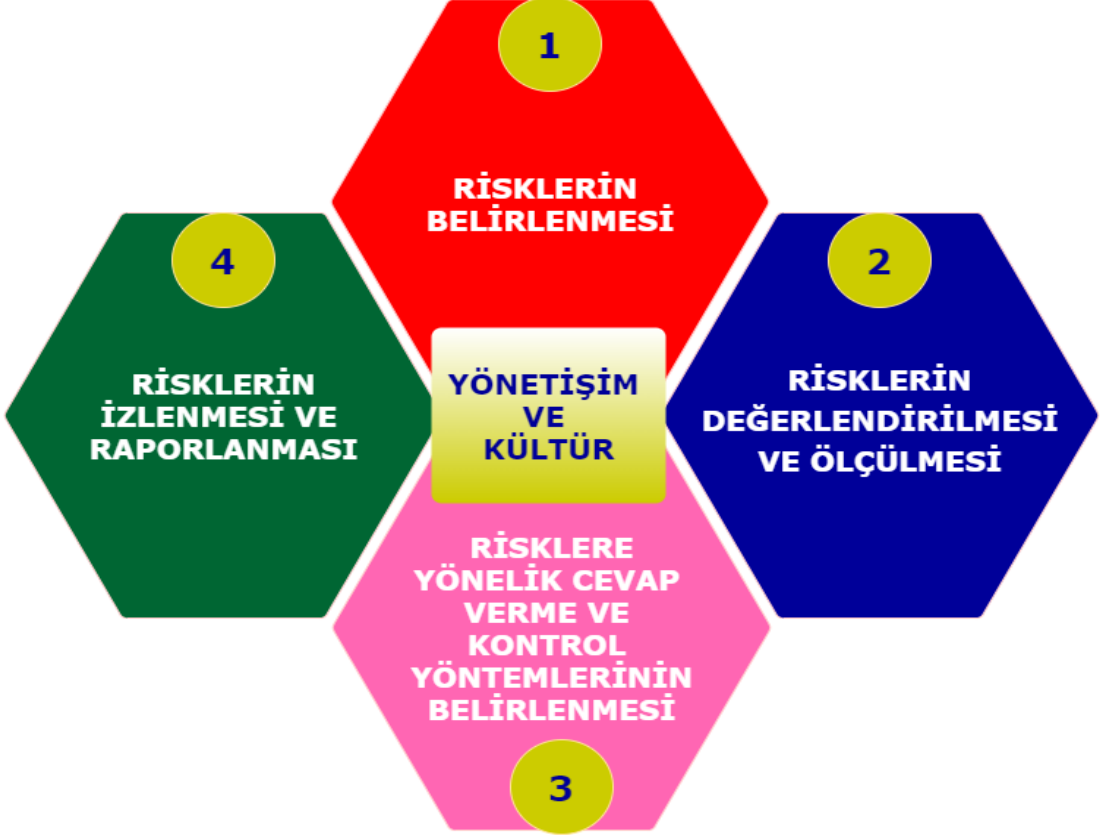 1
RİSKLERİN
BELİRLENMESİ
2
RİSKLERİN
DEĞERLENDİRİLMESİ
VE ÖLÇÜLMESİ
3
RİSKLERE
YÖNELİK CEVAP
VERME VE
KONTROL
YÖNTEMLERİNİN
BELİRLENMESİ
4
RİSKLERİN
İZLENMESİ VE
RAPORLANMASI
YÖNETİŞİM
VE
KÜLTÜR